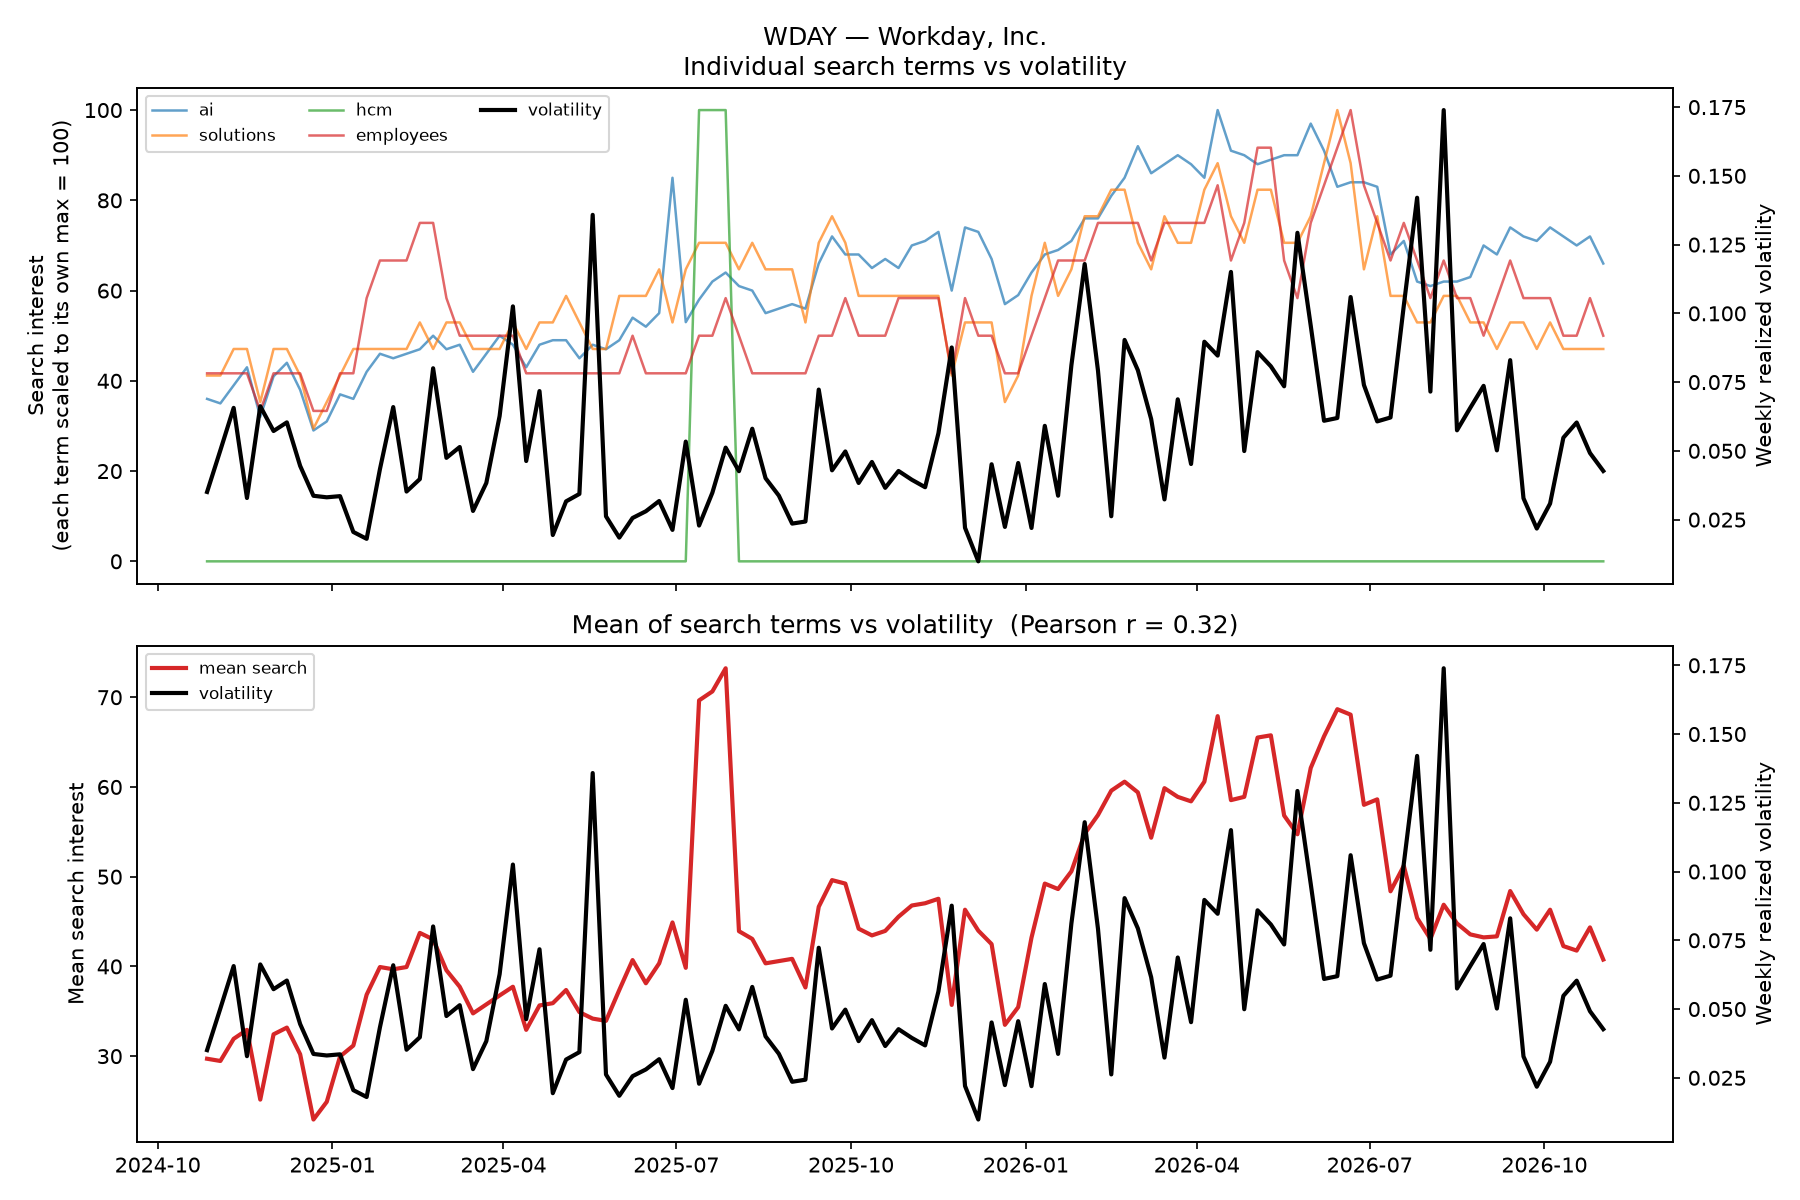 WDAY — Workday, Inc.
Individual search terms vs volatility
ai
solutions
hcm
employees
volatility
Search interest
(each term scaled to its own max = 100)
100
80
60
40
20
0
0.175
0.150
0.125
0.100
0.075
0.050
0.025
Weekly realized volatility
Mean of search terms vs volatility (Pearson r = 0.32)
mean search
volatility
Mean search interest
70
60
50
40
30
0.175
0.150
0.125
0.100
0.075
0.050
0.025
Weekly realized volatility
2024-10
2025-01
2025-04
2025-07
2025-10
2026-01
2026-04
2026-07
2026-10